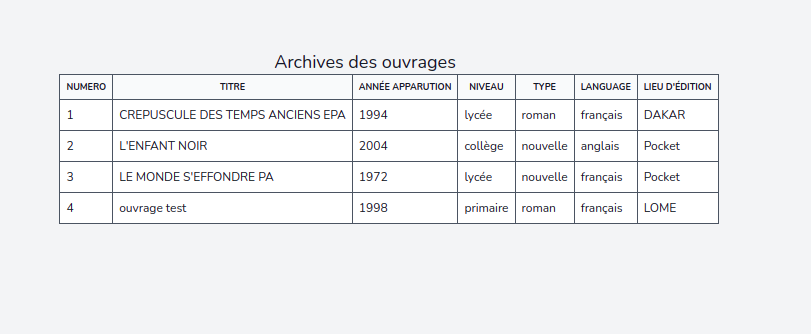 Archives des ouvrages
NUMERO TITRE ANNÉE APPARUTION NIVEAU TYPE LANGUAGE LIEU D'ÉDITION
1 CREPUSCULE DES TEMPS ANCIENS EPA 1994 lycée roman français DAKAR
2 L'ENFANT NOIR 2004 collège nouvelle anglais Pocket
3 LE MONDE S'EFFONDRE PA 1972 lycée nouvelle français Pocket
4 ouvrage test 1998 primaire roman français LOME